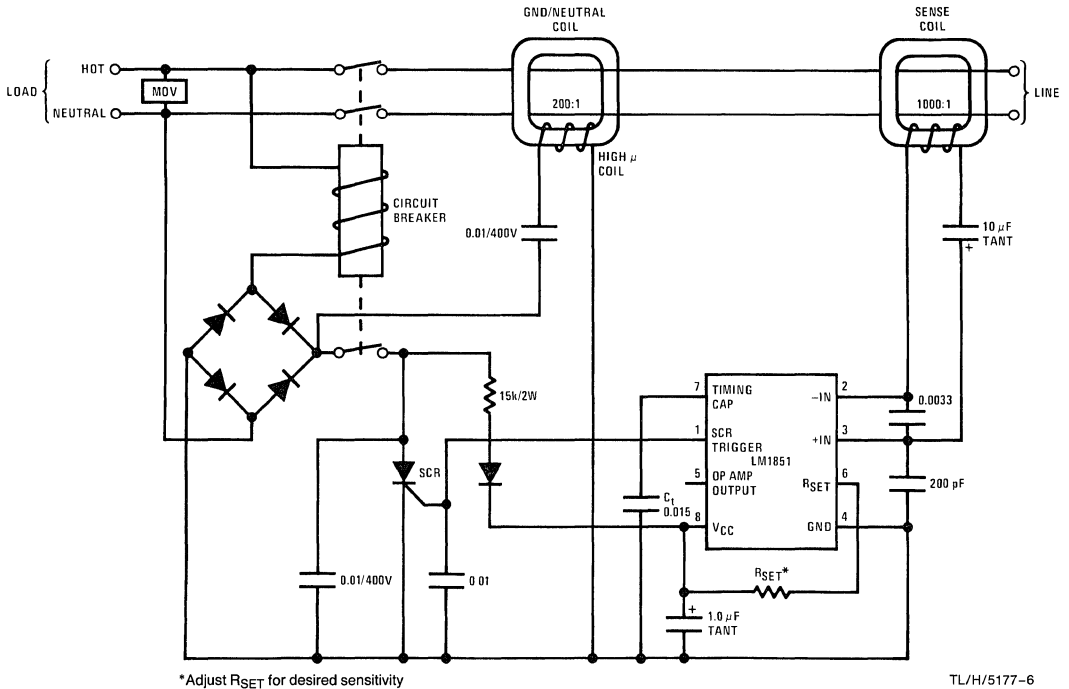 GND/NEUTRAL
COIL
SENSE
COIL
HOT
MOV
LOAD
NEUTRAL
200:1
1000:1
LINE
HIGH μ
COIL
CIRCUIT
BREAKER
0.01/400V
10 μF
TANT
+
15k/2W
7
TIMING
CAP
2
−IN
0.0033
1
SCR
TRIGGER
3
+IN
LM1851
SCR
5
OP AMP
OUTPUT
6
RSET
200 pF
Ct
0.015
8
VCC
4
GND
0.01/400V
0 01
RSET*
+
1.0 μF
TANT
*Adjust RSET for desired sensitivity
TL/H/5177–6